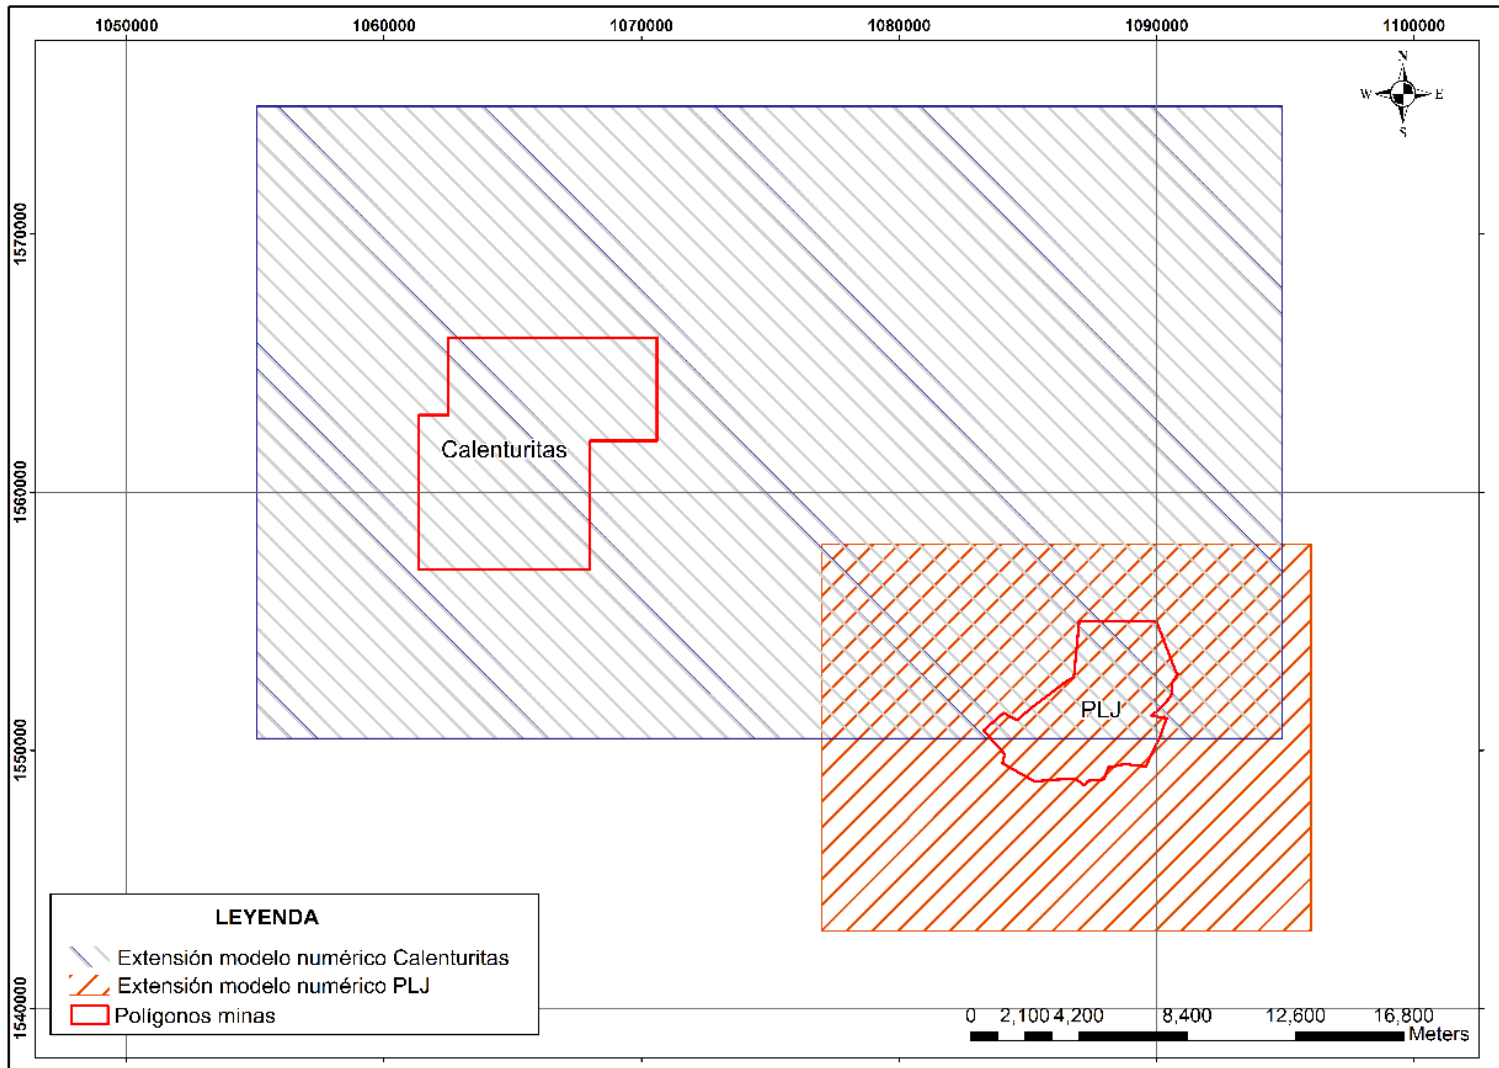 1050000 1060000 1070000 1080000 1090000 1100000
N
W E
S
1570000
1560000
1550000
1540000
Calenturitas
PLJ
LEYENDA
Extensión modelo numérico Calenturitas
Extensión modelo numérico PLJ
Polígonos minas
0 2,100 4,200 8,400 12,600 16,800
Meters